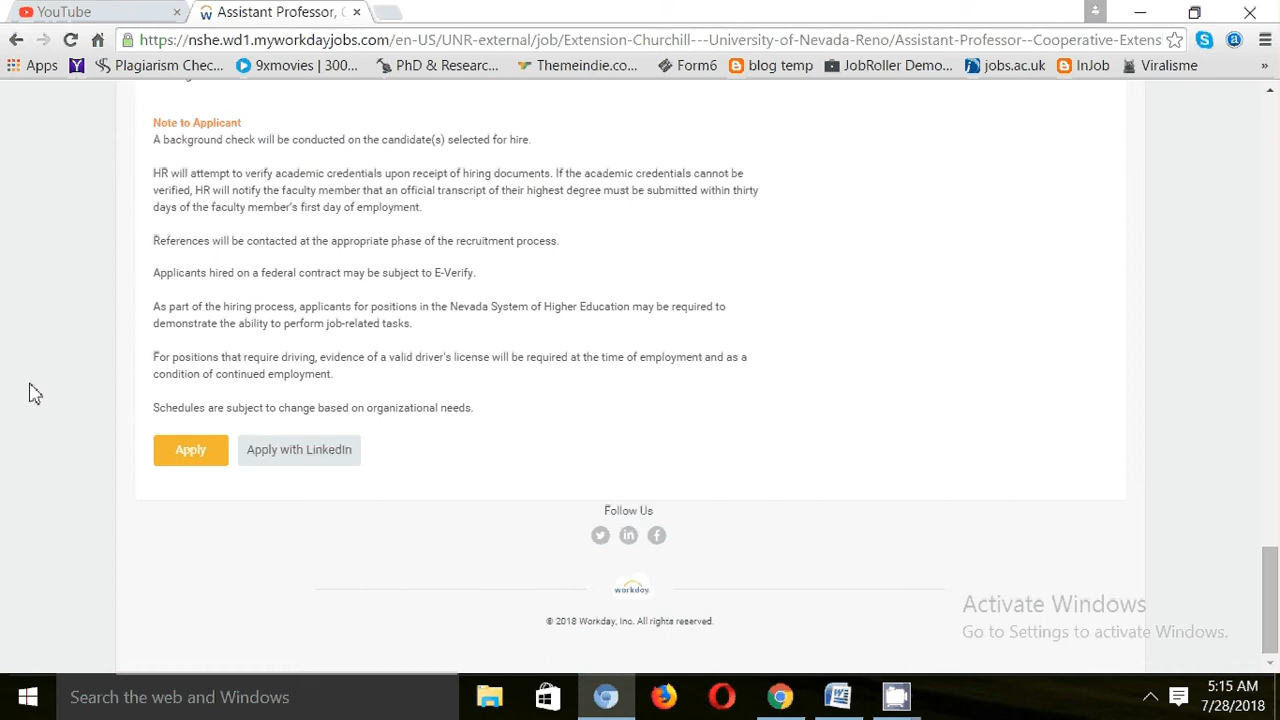 YouTube
Assistant Professor, C
https://nshe.wd1.myworkdayjobs.com/en-US/UNR-external/job/Extension-Churchill---University-of-Nevada-Reno/Assistant-Professor--Cooperative-Extens
Apps
Plagiarism Chec...
9xmovies | 300...
PhD & Researc...
Themeindie.co...
Form6
blog temp
JobRoller Demo...
jobs.ac.uk
InJob
Viralisme
»
Note to Applicant
A background check will be conducted on the candidate(s) selected for hire.
HR will attempt to verify academic credentials upon receipt of hiring documents. If the academic credentials cannot be
verified, HR will notify the faculty member that an official transcript of their highest degree must be submitted within thirty
days of the faculty member's first day of employment.
References will be contacted at the appropriate phase of the recruitment process.
Applicants hired on a federal contract may be subject to E-Verify.
As part of the hiring process, applicants for positions in the Nevada System of Higher Education may be required to
demonstrate the ability to perform job-related tasks.
For positions that require driving, evidence of a valid driver's license will be required at the time of employment and as a
condition of continued employment.
Schedules are subject to change based on organizational needs.
Apply
Apply with LinkedIn
Follow Us
workday
© 2018 Workday, Inc. All rights reserved.
Activate Windows
Go to Settings to activate Windows.
Search the web and Windows
5:15 AM
7/28/2018